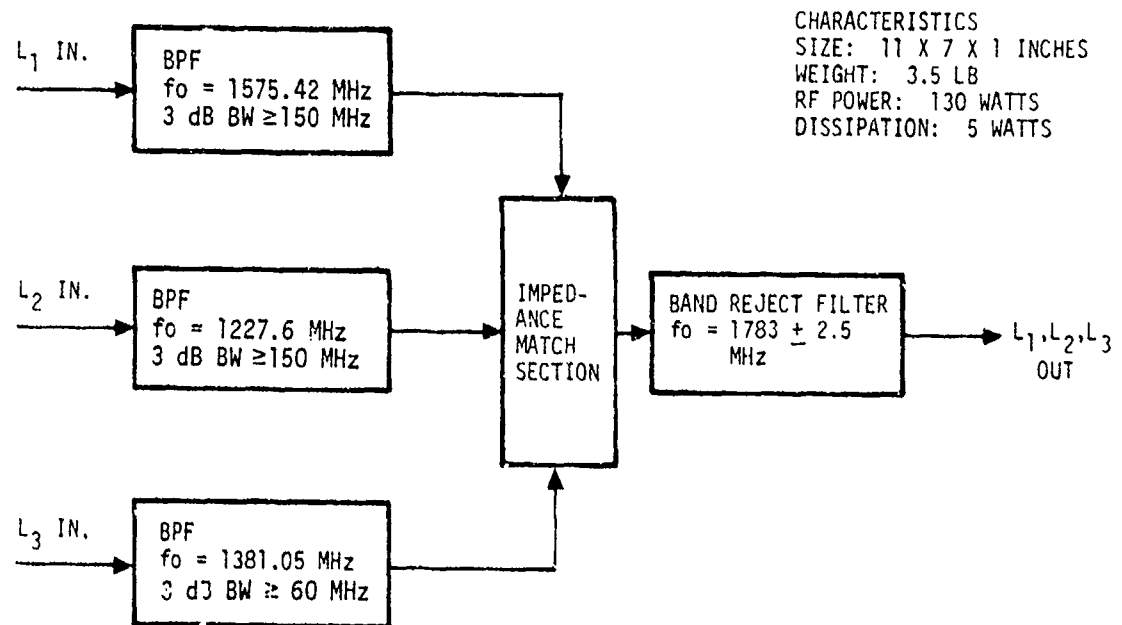 CHARACTERISTICS
SIZE: 11 X 7 X 1 INCHES
WEIGHT: 3.5 LB
RF POWER: 130 WATTS
DISSIPATION: 5 WATTS
L₁ IN.
BPF
fo = 1575.42 MHz
3 dB BW ≥150 MHz
L₂ IN.
BPF
fo = 1227.6 MHz
3 dB BW ≥150 MHz
IMPED-
ANCE
MATCH
SECTION
BAND REJECT FILTER
fo = 1783 ± 2.5
MHz
L₁,L₂,L₃
OUT
L₃ IN.
BPF
fo = 1381.05 MHz
3 dB BW ≥ 60 MHz